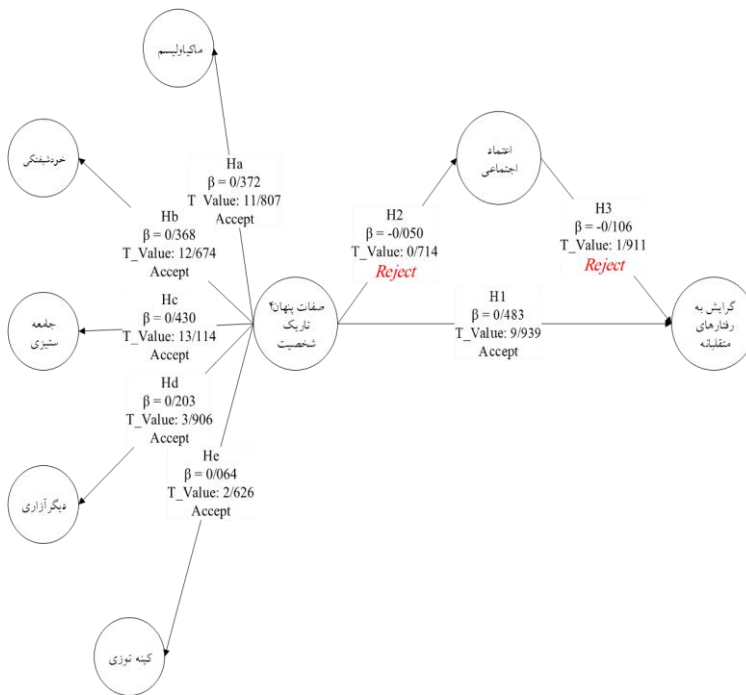 ماکیاولیسم
خودشیفتگی
جامعه
ستیزی
دیگرآزاری
کینه توزی
Ha
β = 0/372
T_Value: 11/807
Accept
Hb
β = 0/368
T_Value: 12/674
Accept
Hc
β = 0/430
T_Value: 13/114
Accept
Hd
β = 0/203
T_Value: 3/906
Accept
He
β = 0/064
T_Value: 2/626
Accept
صفات پنهان۴
تاریک
شخصیت
H2
β = -0/050
T_Value: 0/714
Reject
اعتماد
اجتماعی
H3
β = -0/106
T_Value: 1/911
Reject
H1
β = 0/483
T_Value: 9/939
Accept
گرایش به
رفتارهای
متقلبانه